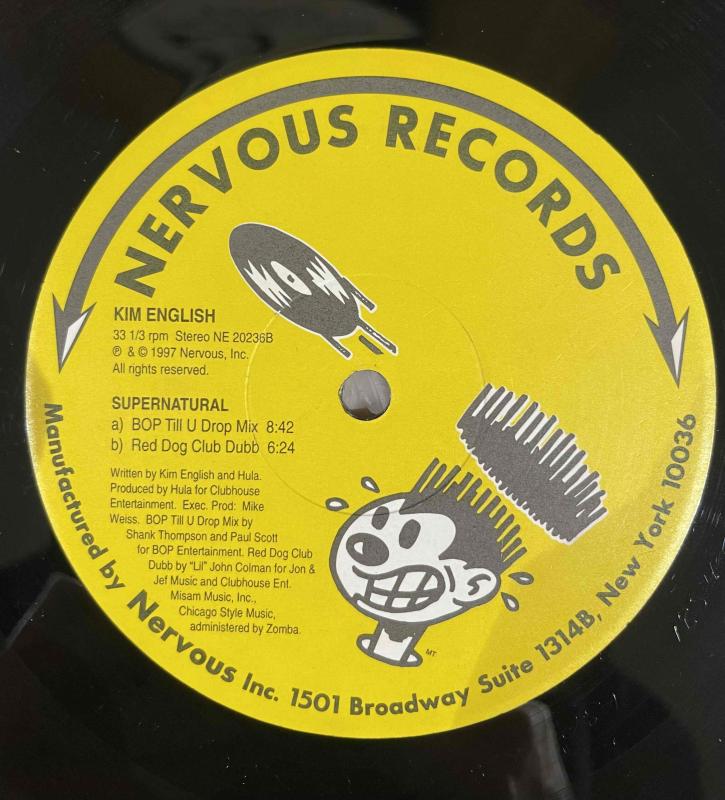 NERVOUS RECORDS
KIM ENGLISH
33 1/3 rpm Stereo NE 20236B
℗ & © 1997 Nervous, Inc.
All rights reserved.
SUPERNATURAL
a) BOP Till U Drop Mix 8:42
b) Red Dog Club Dubb 6:24
Written by Kim English and Hula.
Produced by Hula for Clubhouse
Entertainment. Exec. Prod: Mike
Weiss. BOP Till U Drop Mix by
Shank Thompson and Paul Scott
for BOP Entertainment. Red Dog Club
Dubb by "Lil" John Colman for Jon &
Jef Music and Clubhouse Ent.
Misam Music, Inc.,
Chicago Style Music,
administered by Zomba.
MT
Manufactured by Nervous Inc. 1501 Broadway Suite 1314B, New York 10036